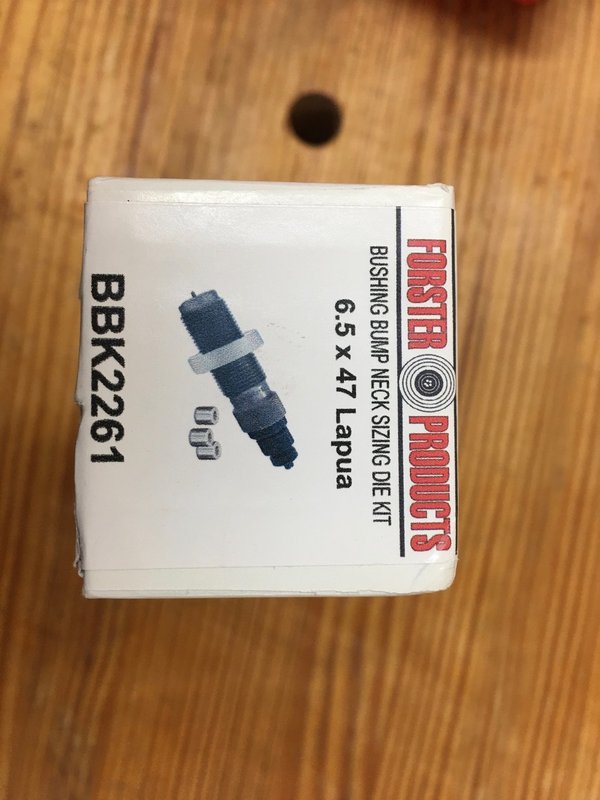 FORSTER PRODUCTS
BUSHING BUMP NECK SIZING DIE KIT
6.5 x 47 Lapua
BBK2261